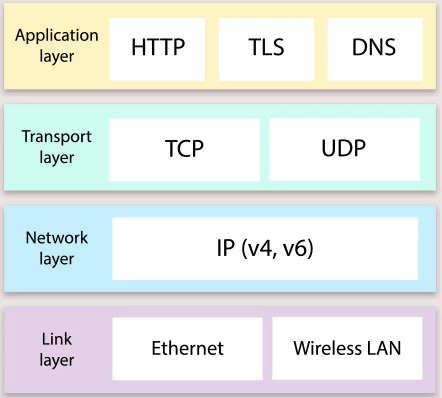 Application
layer
HTTP
TLS
DNS
Transport
layer
TCP
UDP
Network
layer
IP (v4, v6)
Link
layer
Ethernet
Wireless LAN